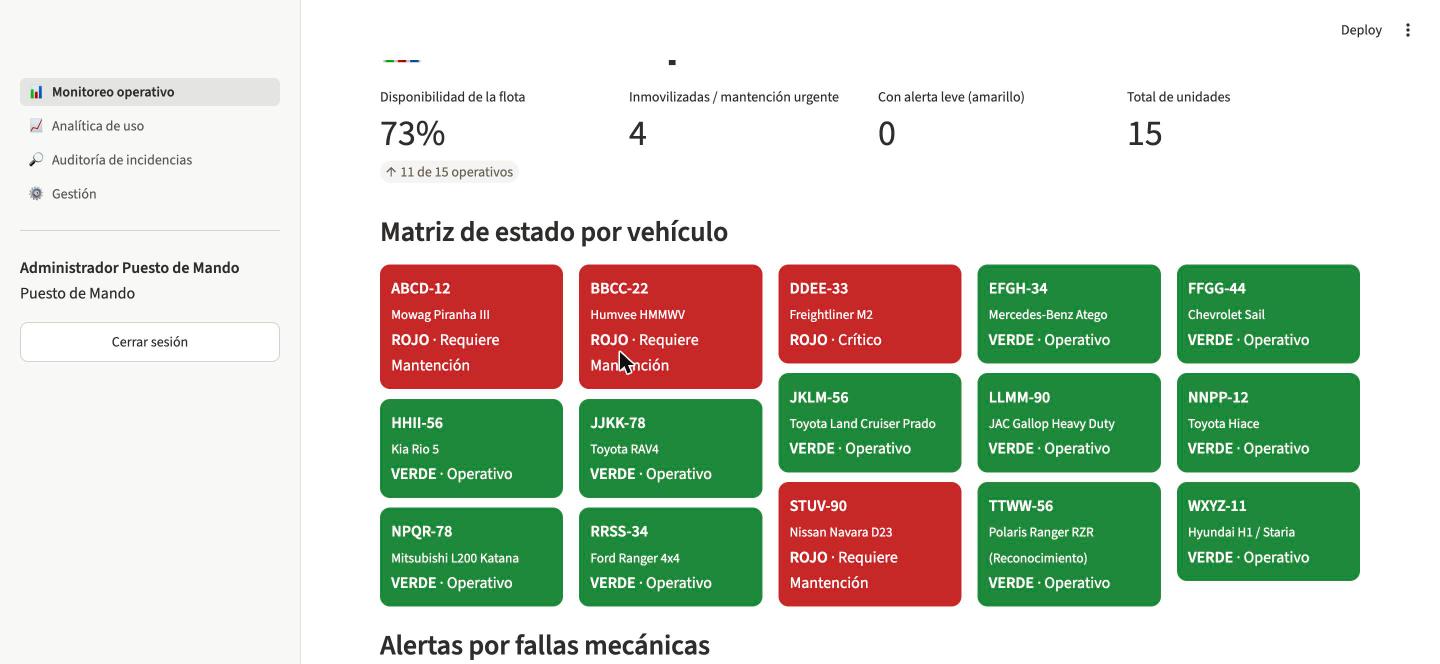 Deploy
Monitoreo operativo
Analítica de uso
Auditoría de incidencias
Gestión
Administrador Puesto de Mando
Puesto de Mando
Cerrar sesión
Disponibilidad de la flota
73%
↑ 11 de 15 operativos
Inmovilizadas / mantención urgente
4
Con alerta leve (amarillo)
0
Total de unidades
15
Matriz de estado por vehículo
ABCD-12
Mowag Piranha III
ROJO · Requiere
Mantención
BBCC-22
Humvee HMMWV
ROJO · Requiere
Mantención
DDEE-33
Freightliner M2
ROJO · Crítico
EFGH-34
Mercedes-Benz Atego
VERDE · Operativo
FFGG-44
Chevrolet Sail
VERDE · Operativo
HHII-56
Kia Rio 5
VERDE · Operativo
JJKK-78
Toyota RAV4
VERDE · Operativo
JKLM-56
Toyota Land Cruiser Prado
VERDE · Operativo
LLMM-90
JAC Gallop Heavy Duty
VERDE · Operativo
NNPP-12
Toyota Hiace
VERDE · Operativo
NPQR-78
Mitsubishi L200 Katana
VERDE · Operativo
RRSS-34
Ford Ranger 4x4
VERDE · Operativo
STUV-90
Nissan Navara D23
ROJO · Requiere
Mantención
TTWW-56
Polaris Ranger RZR
(Reconocimiento)
VERDE · Operativo
WXYZ-11
Hyundai H1 / Staria
VERDE · Operativo
Alertas por fallas mecánicas